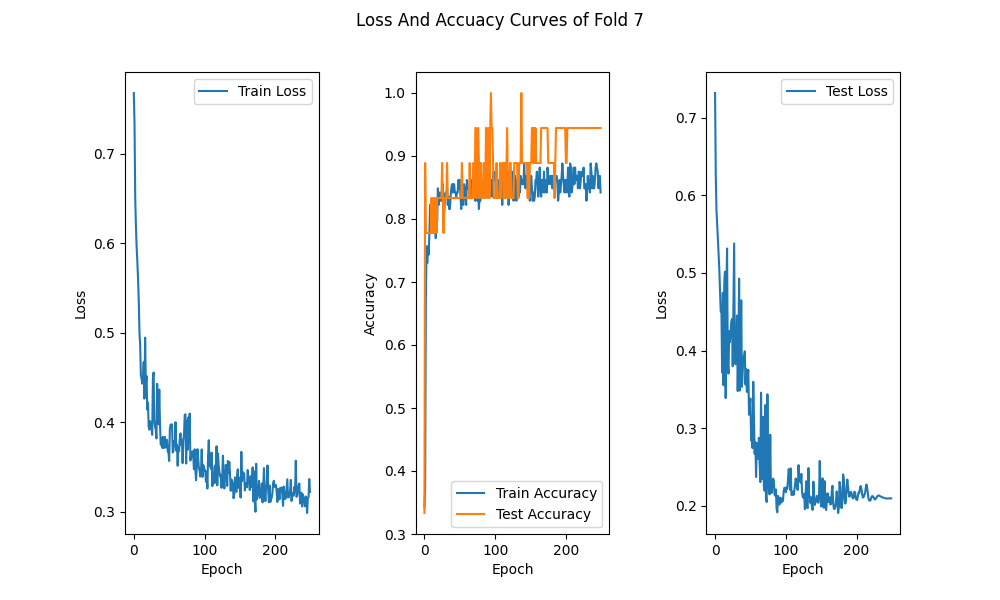 Loss And Accuacy Curves of Fold 7
Train Loss
Loss
0.7
0.6
0.5
0.4
0.3
0
100
200
Epoch
Accuracy
1.0
0.9
0.8
0.7
0.6
0.5
0.4
0.3
Train Accuracy
Test Accuracy
0
100
200
Epoch
Test Loss
Loss
0.7
0.6
0.5
0.4
0.3
0.2
0
100
200
Epoch